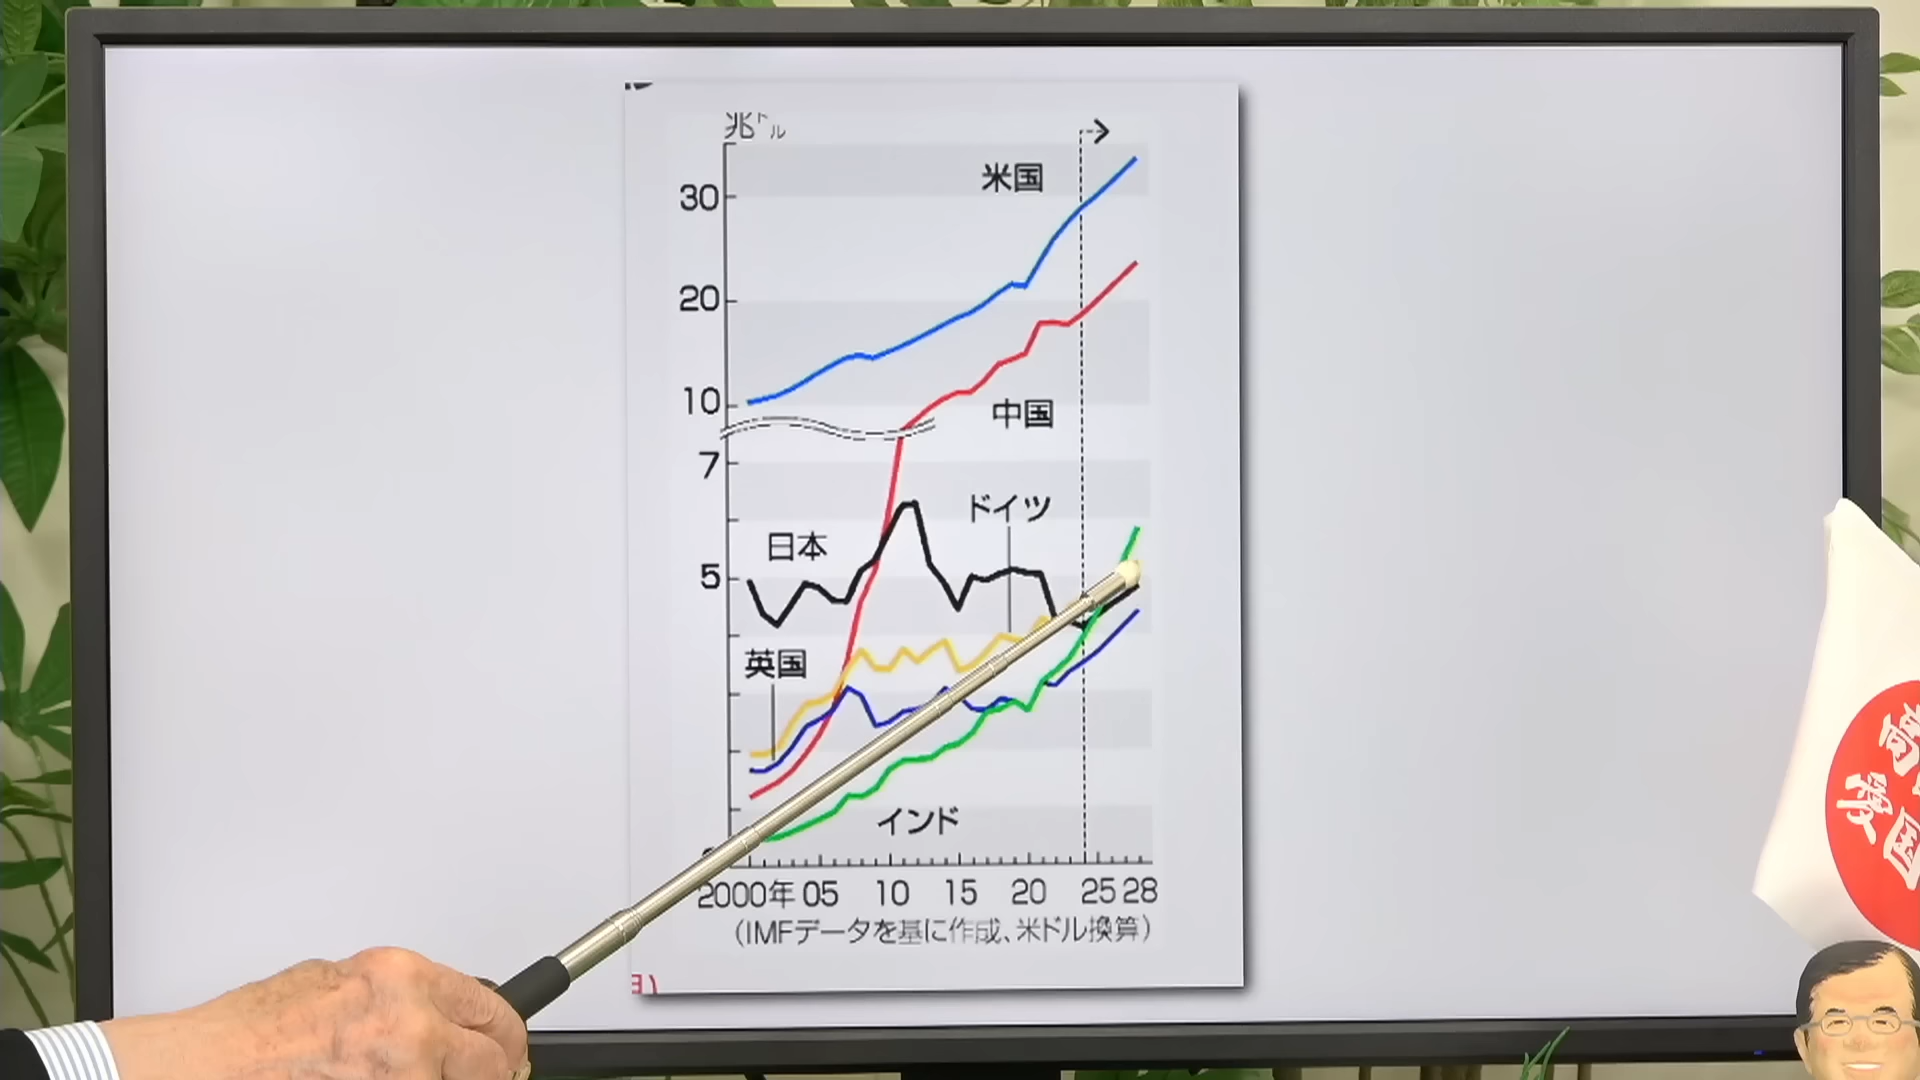 兆ドル
30
20
10
7
5
米国
中国
ドイツ
日本
英国
インド
2000年 05 10 15 20 25 28
(IMFデータを基に作成、米ドル換算)